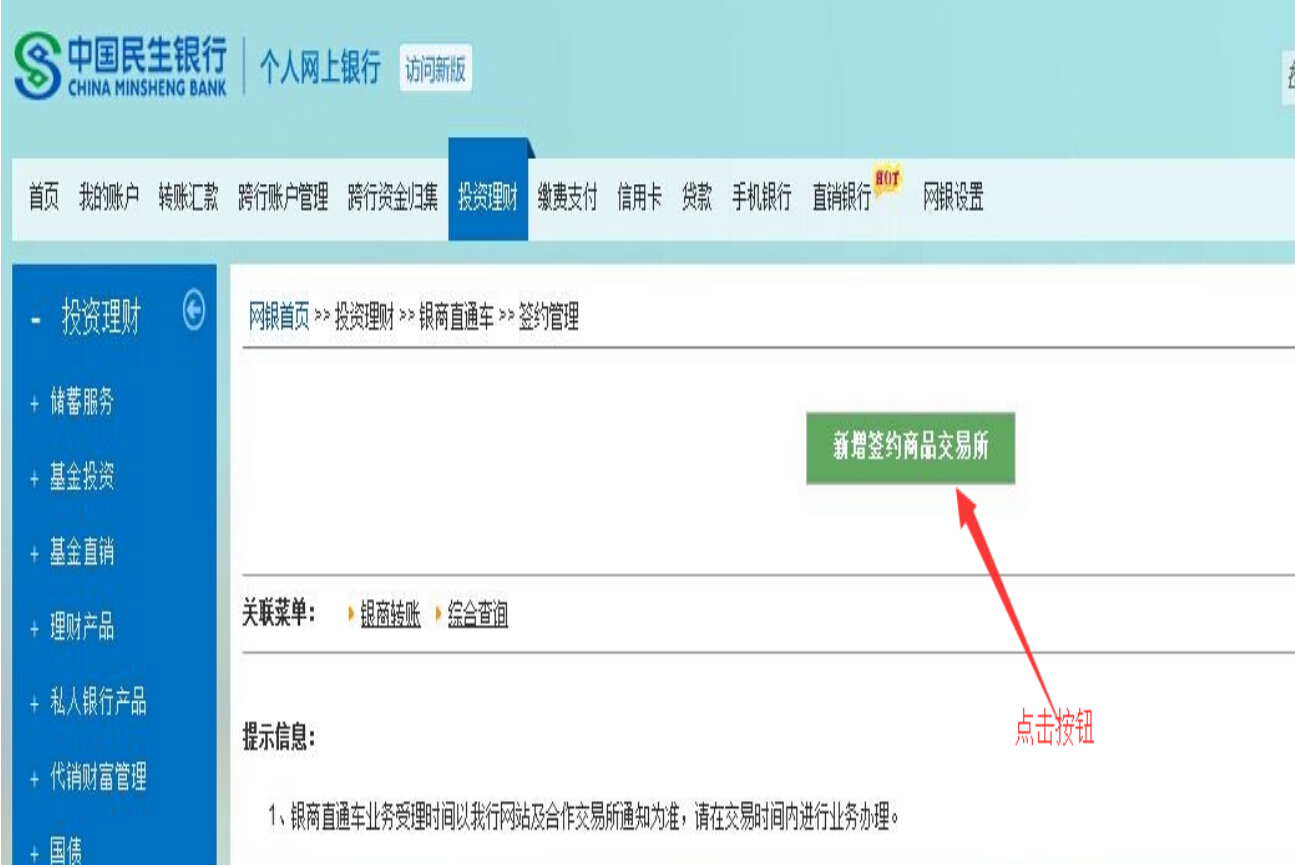 中国民生银行
CHINA MINSHENG BANK
个人网上银行
访问新版
首页 我的账户 转账汇款 跨行账户管理 跨行资金归集 投资理财 缴费支付 信用卡 贷款 手机银行 直销银行 HOT 网银设置
- 投资理财
+ 储蓄服务
+ 基金投资
+ 基金直销
+ 理财产品
+ 私人银行产品
+ 代销财富管理
+ 国债
网银首页 >> 投资理财 >> 银商直通车 >> 签约管理
新增签约商品交易所
关联菜单: 银商转账 综合查询
点击按钮
提示信息:
1、银商直通车业务受理时间以我行网站及合作交易所通知为准，请在交易时间内进行业务办理。